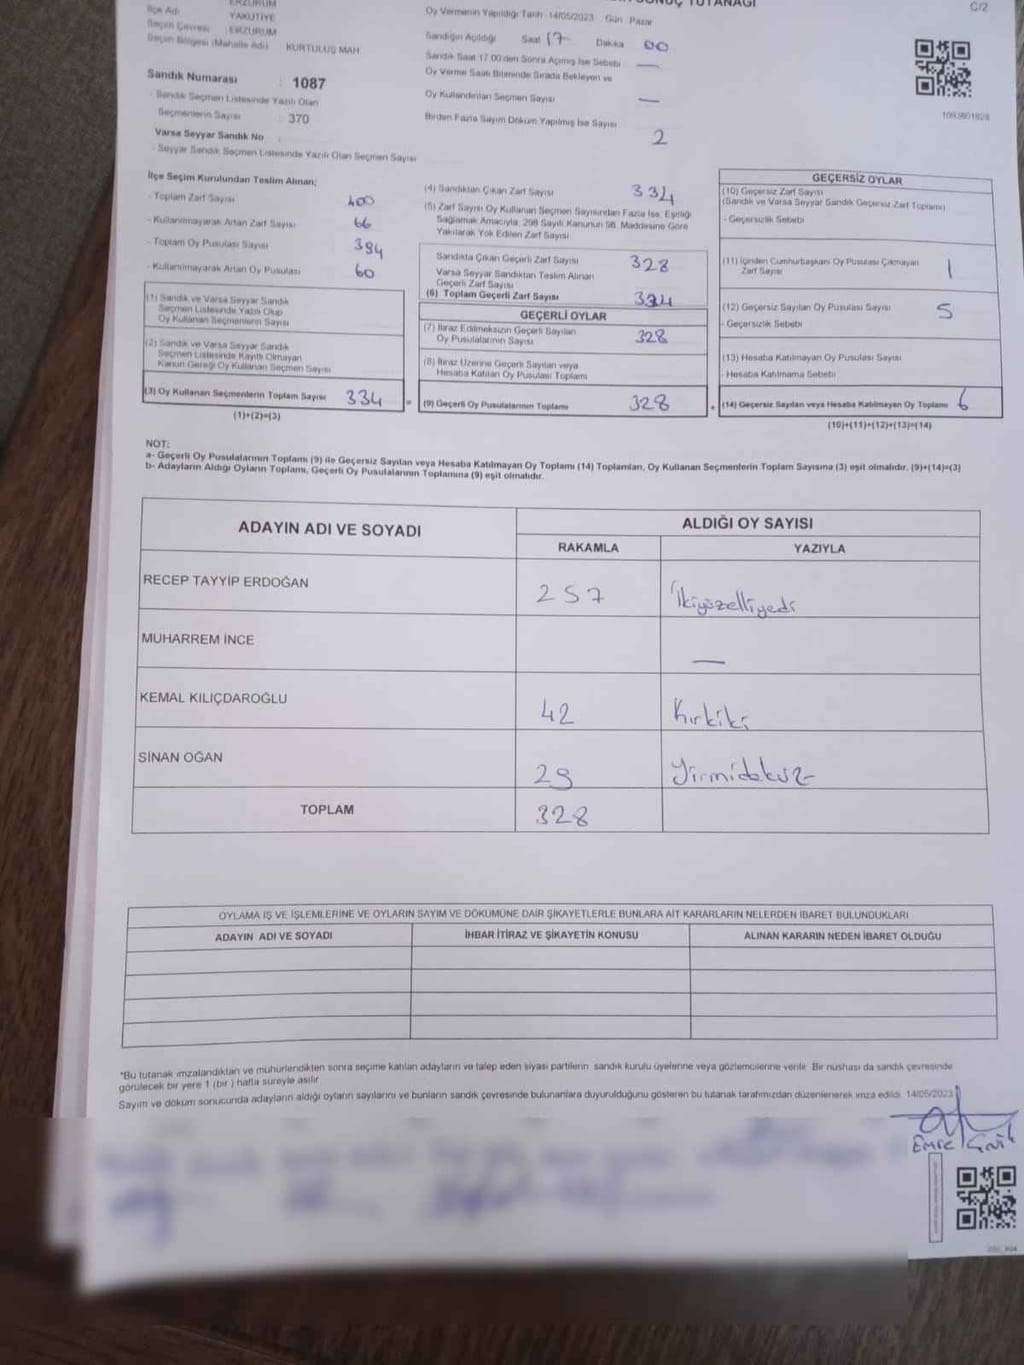 SONUÇ TUTANAĞI
C/2
İlçe Adı
ERZURUM
YAKUTİYE
Seçim Çevresi : ERZURUM
Seçim Bölgesi (Mahalle Adı) KURTULUŞ MAH
Sandık Numarası : 1087
- Sandık Seçmen Listesinde Yazılı Olan
Seçmenlerin Sayısı : 370
Varsa Seyyar Sandık No :
- Seyyar Sandık Seçmen Listesinde Yazılı Olan Seçmen Sayısı
Oy Vermenin Yapıldığı Tarih 14/05/2023 Gün Pazar
Sandığın Açıldığı Saat 17 Dakika 00
Sandık Saat 17.00'den Sonra Açılmış İse Sebebi —
Oy Verme Saati Bitiminde Sırada Bekleyen ve
Oy Kullandırılan Seçmen Sayısı —
Birden Fazla Sayım Döküm Yapılmış İse Sayısı 2
1093801828
İlçe Seçim Kurulundan Teslim Alınan;
- Toplam Zarf Sayısı 400
- Kullanılmayarak Artan Zarf Sayısı 66
- Toplam Oy Pusulası Sayısı 394
- Kullanılmayarak Artan Oy Pusulası 60
(1) Sandık ve Varsa Seyyar Sandık
Seçmen Listesinde Yazılı Olup
Oy Kullanan Seçmenlerin Sayısı
(2) Sandık ve Varsa Seyyar Sandık
Seçmen Listesinde Kayıtlı Olmayan
Kanun Gereği Oy Kullanan Seçmen Sayısı
(3) Oy Kullanan Seçmenlerin Toplam Sayısı 334
(1)+(2)=(3)
=
(4) Sandıktan Çıkan Zarf Sayısı 334
(5) Zarf Sayısı Oy Kullanan Seçmen Sayısından Fazla İse, Eşitliği
Sağlamak Amacıyla, 298 Sayılı Kanunun 98. Maddesine Göre
Yakılarak Yok Edilen Zarf Sayısı
Sandıkta Çıkan Geçerli Zarf Sayısı 328
Varsa Seyyar Sandıktan Teslim Alınan
Geçerli Zarf Sayısı
(6) Toplam Geçerli Zarf Sayısı 334
GEÇERLİ OYLAR
(7) İtiraz Edilmeksizin Geçerli Sayılan
Oy Pusulalarının Sayısı 328
(8) İtiraz Üzerine Geçerli Sayılan veya
Hesaba Katılan Oy Pusulası Toplamı
(9) Geçerli Oy Pusulalarının Toplamı 328
+
GEÇERSİZ OYLAR
(10) Geçersiz Zarf Sayısı
(Sandık ve Varsa Seyyar Sandık Geçersiz Zarf Toplamı)
- Geçersizlik Sebebi
(11) İçinden Cumhurbaşkanı Oy Pusulası Çıkmayan
Zarf Sayısı 1
(12) Geçersiz Sayılan Oy Pusulası Sayısı 5
- Geçersizlik Sebebi
(13) Hesaba Katılmayan Oy Pusulası Sayısı
- Hesaba Katılmama Sebebi
(14) Geçersiz Sayılan veya Hesaba Katılmayan Oy Toplamı 6
(10)+(11)+(12)+(13)=(14)
NOT:
a- Geçerli Oy Pusulalarının Toplamı (9) ile Geçersiz Sayılan veya Hesaba Katılmayan Oy Toplamı (14) Toplamları, Oy Kullanan Seçmenlerin Toplam Sayısına (3) eşit olmalıdır. (9)+(14)=(3)
b- Adayların Aldığı Oyların Toplamı, Geçerli Oy Pusulalarının Toplamına (9) eşit olmalıdır.
ADAYIN ADI VE SOYADI
ALDIĞI OY SAYISI
RAKAMLA YAZIYLA
RECEP TAYYİP ERDOĞAN 257 İkiyüzelliyedi
MUHARREM İNCE —
KEMAL KILIÇDAROĞLU 42 Kırkiki
SİNAN OĞAN 29 Yirmidokuz
TOPLAM 328
OYLAMA İŞ VE İŞLEMLERİNE VE OYLARIN SAYIM VE DÖKÜMÜNE DAİR ŞİKAYETLERLE BUNLARA AİT KARARLARIN NELERDEN İBARET BULUNDUKLARI
ADAYIN ADI VE SOYADI İHBAR İTİRAZ VE ŞİKAYETİN KONUSU ALINAN KARARIN NEDEN İBARET OLDUĞU
*Bu tutanak imzalandıktan ve mühürlendikten sonra seçime katılan adayların ve talep eden siyasi partilerin sandık kurulu üyelerine veya gözlemcilerine verilir. Bir nüshası da sandık çevresinde
görülecek bir yere 1 (bir) hafta süreyle asılır
Sayım ve döküm sonucunda adayların aldığı oyların sayılarını ve bunların sandık çevresinde bulunanlara duyurulduğunu gösteren bu tutanak tarafımızdan düzenlenerek imza edildi. 14/05/2023
Emre